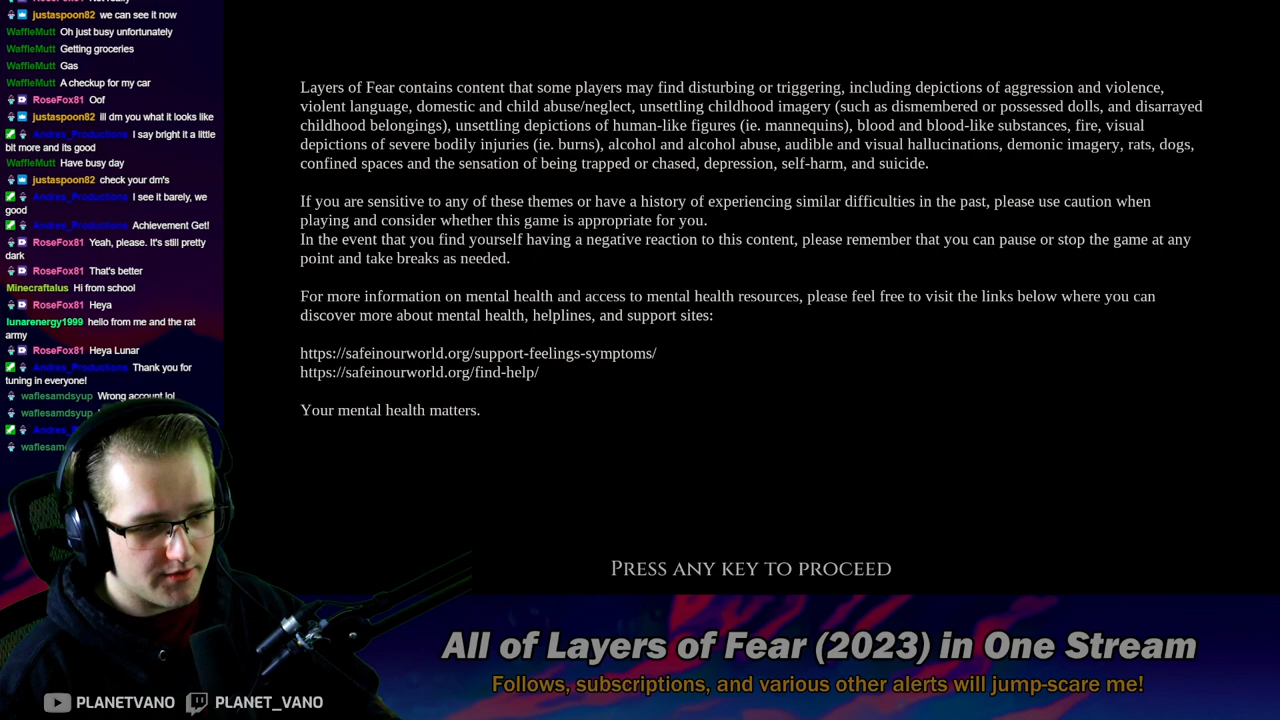 justaspoon82 we can see it now
WaffleMutt Oh just busy unfortunately
WaffleMutt Getting groceries
WaffleMutt Gas
WaffleMutt A checkup for my car
RoseFox81 Oof
justaspoon82 ill dm you what it looks like
Andres_Productions I say bright it a little
bit more and its good
WaffleMutt Have busy day
justaspoon82 check your dm's
Andres_Productions I see it barely, we
good
Andres_Productions Achievement Get!
RoseFox81 Yeah, please. It's still pretty
dark
RoseFox81 That's better
Minecraftalus Hi from school
RoseFox81 Heya
lunarenergy1999 hello from me and the rat
army
RoseFox81 Heya Lunar
Andres_Productions Thank you for
tuning in everyone!
waflesamdsyup Wrong account lol
waflesamdsyup
Layers of Fear contains content that some players may find disturbing or triggering, including depictions of aggression and violence,
violent language, domestic and child abuse/neglect, unsettling childhood imagery (such as dismembered or possessed dolls, and disarrayed
childhood belongings), unsettling depictions of human-like figures (ie. mannequins), blood and blood-like substances, fire, visual
depictions of severe bodily injuries (ie. burns), alcohol and alcohol abuse, audible and visual hallucinations, demonic imagery, rats, dogs,
confined spaces and the sensation of being trapped or chased, depression, self-harm, and suicide.
If you are sensitive to any of these themes or have a history of experiencing similar difficulties in the past, please use caution when
playing and consider whether this game is appropriate for you.
In the event that you find yourself having a negative reaction to this content, please remember that you can pause or stop the game at any
point and take breaks as needed.
For more information on mental health and access to mental health resources, please feel free to visit the links below where you can
discover more about mental health, helplines, and support sites:
https://safeinourworld.org/support-feelings-symptoms/
https://safeinourworld.org/find-help/
Your mental health matters.
PRESS ANY KEY TO PROCEED
All of Layers of Fear (2023) in One Stream
Follows, subscriptions, and various other alerts will jump-scare me!
PLANETVANO PLANET_VANO